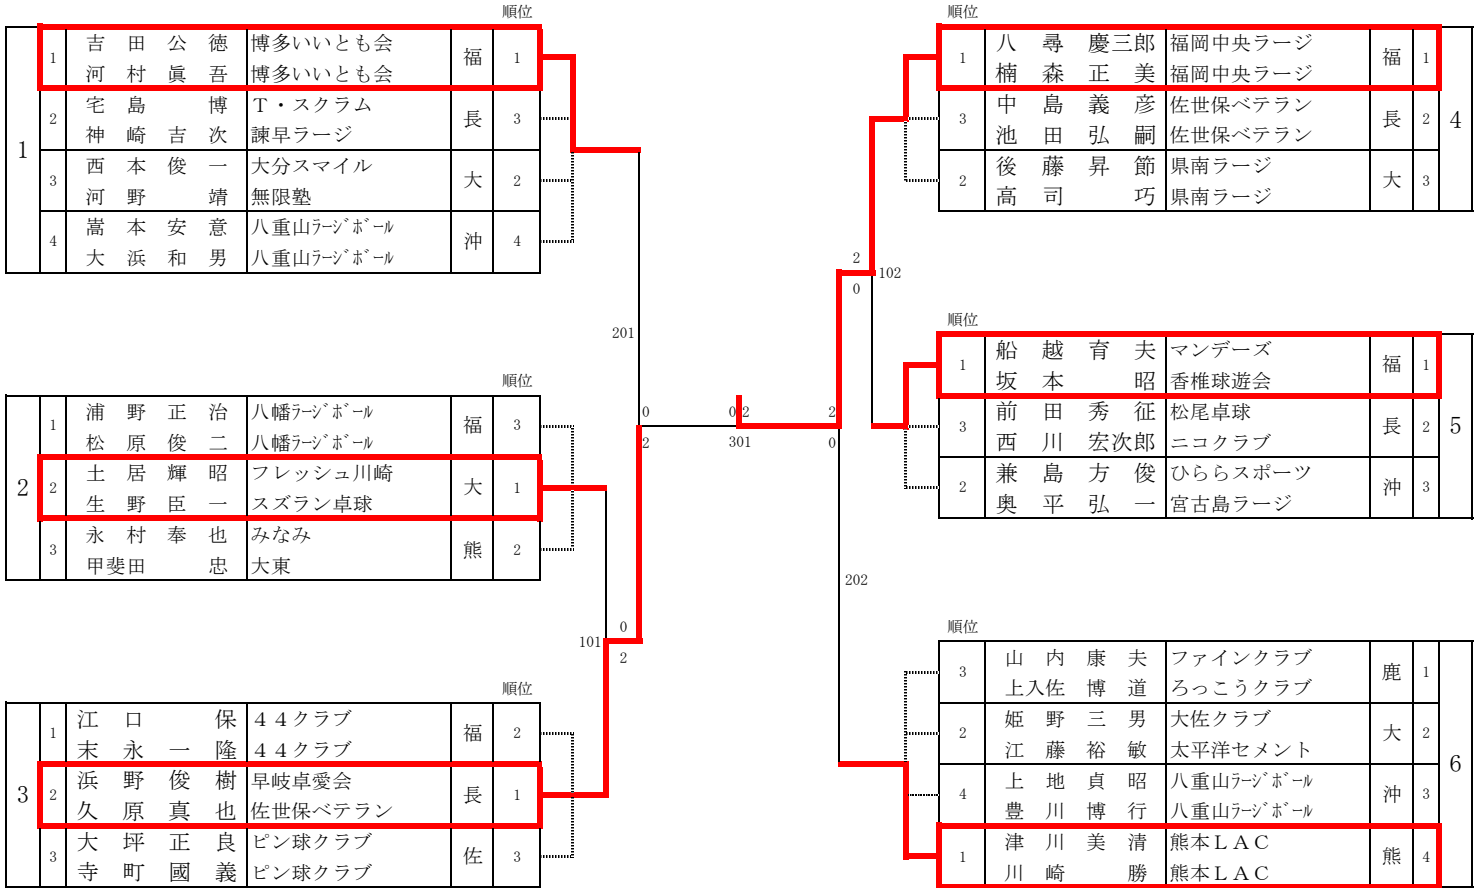 順位
1
1
吉田公徳 博多いいとも会
河村眞吾 博多いいとも会
福 1
2
宅島博 T・スクラム
神崎吉次 諫早ラージ
長 3
3
西本俊一 大分スマイル
河野靖 無限塾
大 2
4
嵩本安意 八重山ﾗｰｼﾞﾎﾞｰﾙ
大浜和男 八重山ﾗｰｼﾞﾎﾞｰﾙ
沖 4
順位
2
1
浦野正治 八幡ﾗｰｼﾞﾎﾞｰﾙ
松原俊二 八幡ﾗｰｼﾞﾎﾞｰﾙ
福 3
2
土居輝昭 フレッシュ川崎
生野臣一 スズラン卓球
大 1
3
永村奉也 みなみ
甲斐田忠 大東
熊 2
順位
3
1
江口保 ４４クラブ
末永一隆 ４４クラブ
福 2
2
浜野俊樹 早岐卓愛会
久原真也 佐世保ベテラン
長 1
3
大坪正良 ピン球クラブ
寺町國義 ピン球クラブ
佐 3
201
0
2
101
0
2
0 2
301
2
0
102
2
0
202
順位
4
1
八尋慶三郎 福岡中央ラージ
楠森正美 福岡中央ラージ
福 1
3
中島義彦 佐世保ベテラン
池田弘嗣 佐世保ベテラン
長 2
2
後藤昇節 県南ラージ
高司巧 県南ラージ
大 3
順位
5
1
船越育夫 マンデーズ
坂本昭 香椎球遊会
福 1
3
前田秀征 松尾卓球
西川宏次郎 ニコクラブ
長 2
2
兼島方俊 ひららスポーツ
奥平弘一 宮古島ラージ
沖 3
順位
6
3
山内康夫 ファインクラブ
上入佐博道 ろっこうクラブ
鹿 1
2
姫野三男 大佐クラブ
江藤裕敏 太平洋セメント
大 2
4
上地貞昭 八重山ﾗｰｼﾞﾎﾞｰﾙ
豊川博行 八重山ﾗｰｼﾞﾎﾞｰﾙ
沖 3
1
津川美清 熊本ＬＡＣ
川崎勝 熊本ＬＡＣ
熊 4